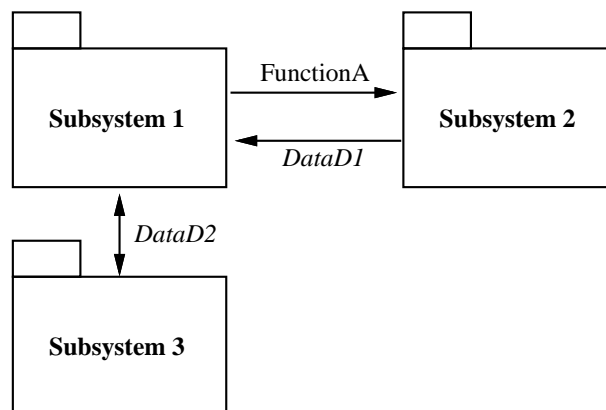 FunctionA
Subsystem 1
Subsystem 2
DataD1
DataD2
Subsystem 3